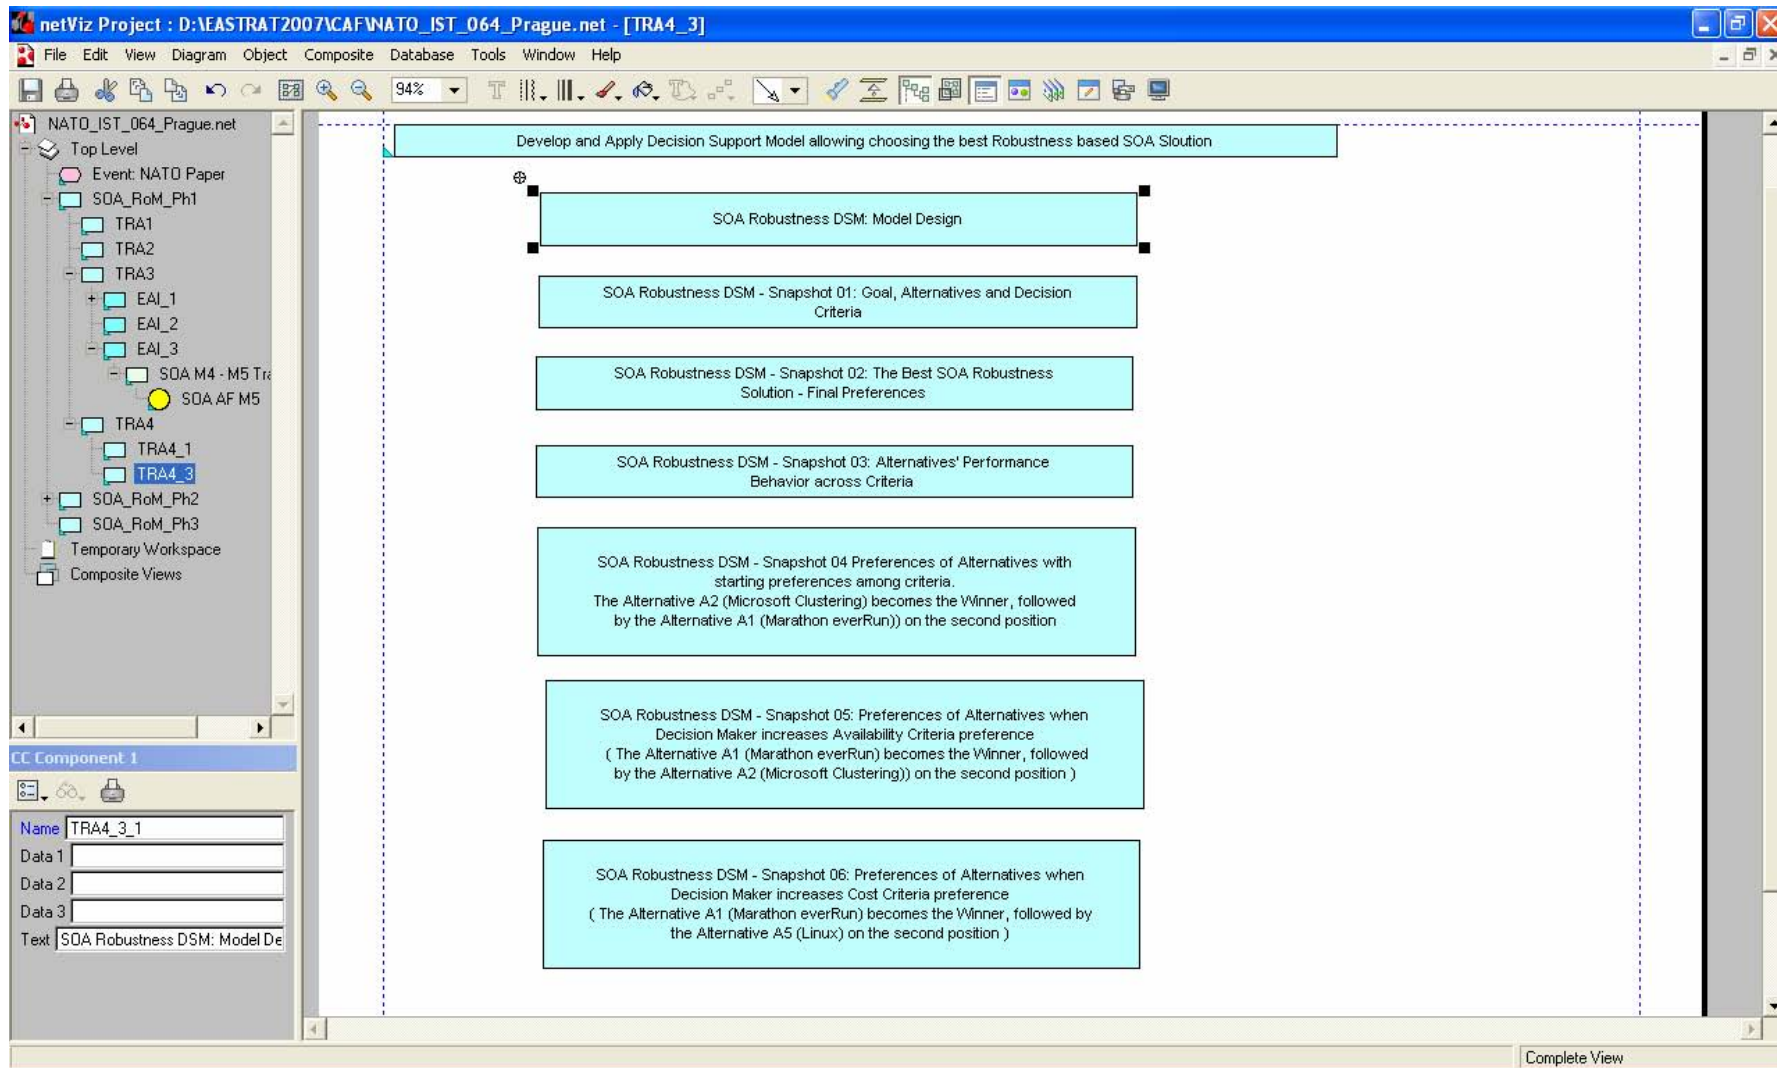 netViz Project : D:\EASTRAT2007\CAF\NATO_IST_064_Prague.net - [TRA4_3]
File Edit View Diagram Object Composite Database Tools Window Help
94%
NATO_IST_064_Prague.net
Top Level
Event: NATO Paper
SOA_RoM_Ph1
TRA1
TRA2
TRA3
EAI_1
EAI_2
EAI_3
SOA M4 - M5 Tra
SOA AF M5
TRA4
TRA4_1
TRA4_3
SOA_RoM_Ph2
SOA_RoM_Ph3
Temporary Workspace
Composite Views
CC Component 1
Name TRA4_3_1
Data 1
Data 2
Data 3
Text SOA Robustness DSM: Model De
Develop and Apply Decision Support Model allowing choosing the best Robustness based SOA Sloution
SOA Robustness DSM: Model Design
SOA Robustness DSM - Snapshot 01: Goal, Alternatives and Decision
Criteria
SOA Robustness DSM - Snapshot 02: The Best SOA Robustness
Solution - Final Preferences
SOA Robustness DSM - Snapshot 03: Alternatives' Performance
Behavior across Criteria
SOA Robustness DSM - Snapshot 04 Preferences of Alternatives with
starting preferences among criteria.
The Alternative A2 (Microsoft Clustering) becomes the Winner, followed
by the Alternative A1 (Marathon everRun)) on the second position
SOA Robustness DSM - Snapshot 05: Preferences of Alternatives when
Decision Maker increases Availability Criteria preference
( The Alternative A1 (Marathon everRun) becomes the Winner, followed
by the Alternative A2 (Microsoft Clustering)) on the second position )
SOA Robustness DSM - Snapshot 06: Preferences of Alternatives when
Decision Maker increases Cost Criteria preference
( The Alternative A1 (Marathon everRun) becomes the Winner, followed by
the Alternative A5 (Linux) on the second position )
Complete View